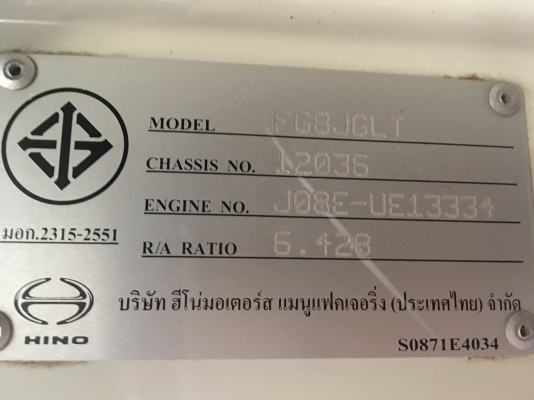 MODEL FG8JGLT
CHASSIS NO. 12036
ENGINE NO. J08E-UE13334
มอก.2315-2551
R/A RATIO 6.428
บริษัท ฮีโน่มอเตอร์ส แมนูแฟคเจอริ่ง (ประเทศไทย) จำกัด
HINO
S0871E4034